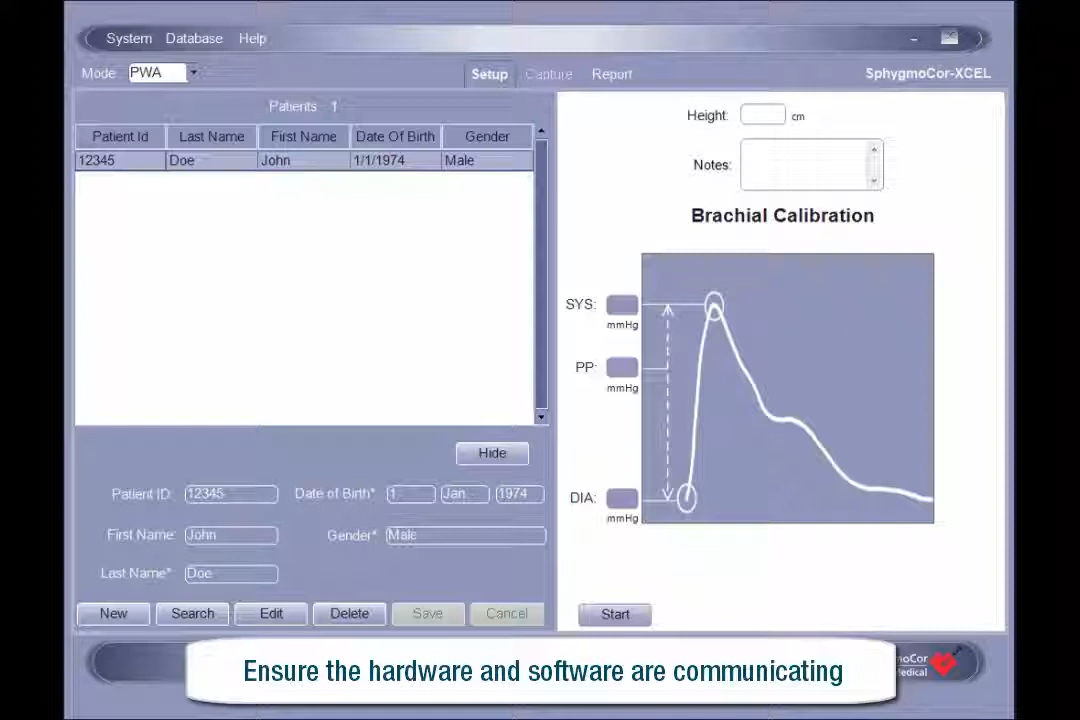 System Database Help
Mode: PWA Setup Capture Report SphygmoCor-XCEL
Patients 1
Patient Id Last Name First Name Date Of Birth Gender
12345 Doe John 1/1/1974 Male
Hide
Patient ID: 12345 Date of Birth* 1 Jan 1974
First Name: John Gender* Male
Last Name* Doe
New Search Edit Delete Save Cancel
Height: cm
Notes:
Brachial Calibration
SYS:
mmHg
PP:
mmHg
DIA:
mmHg
Start
Ensure the hardware and software are communicating